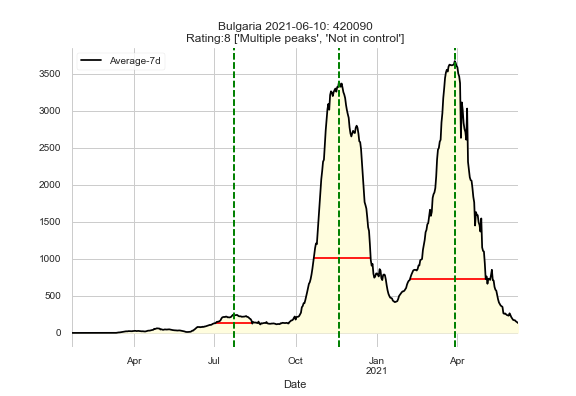 Bulgaria 2021-06-10: 420090
Rating:8 ['Multiple peaks', 'Not in control']
Average-7d
3500
3000
2500
2000
1500
1000
500
0
Apr
Jul
Oct
Jan
2021
Apr
Date